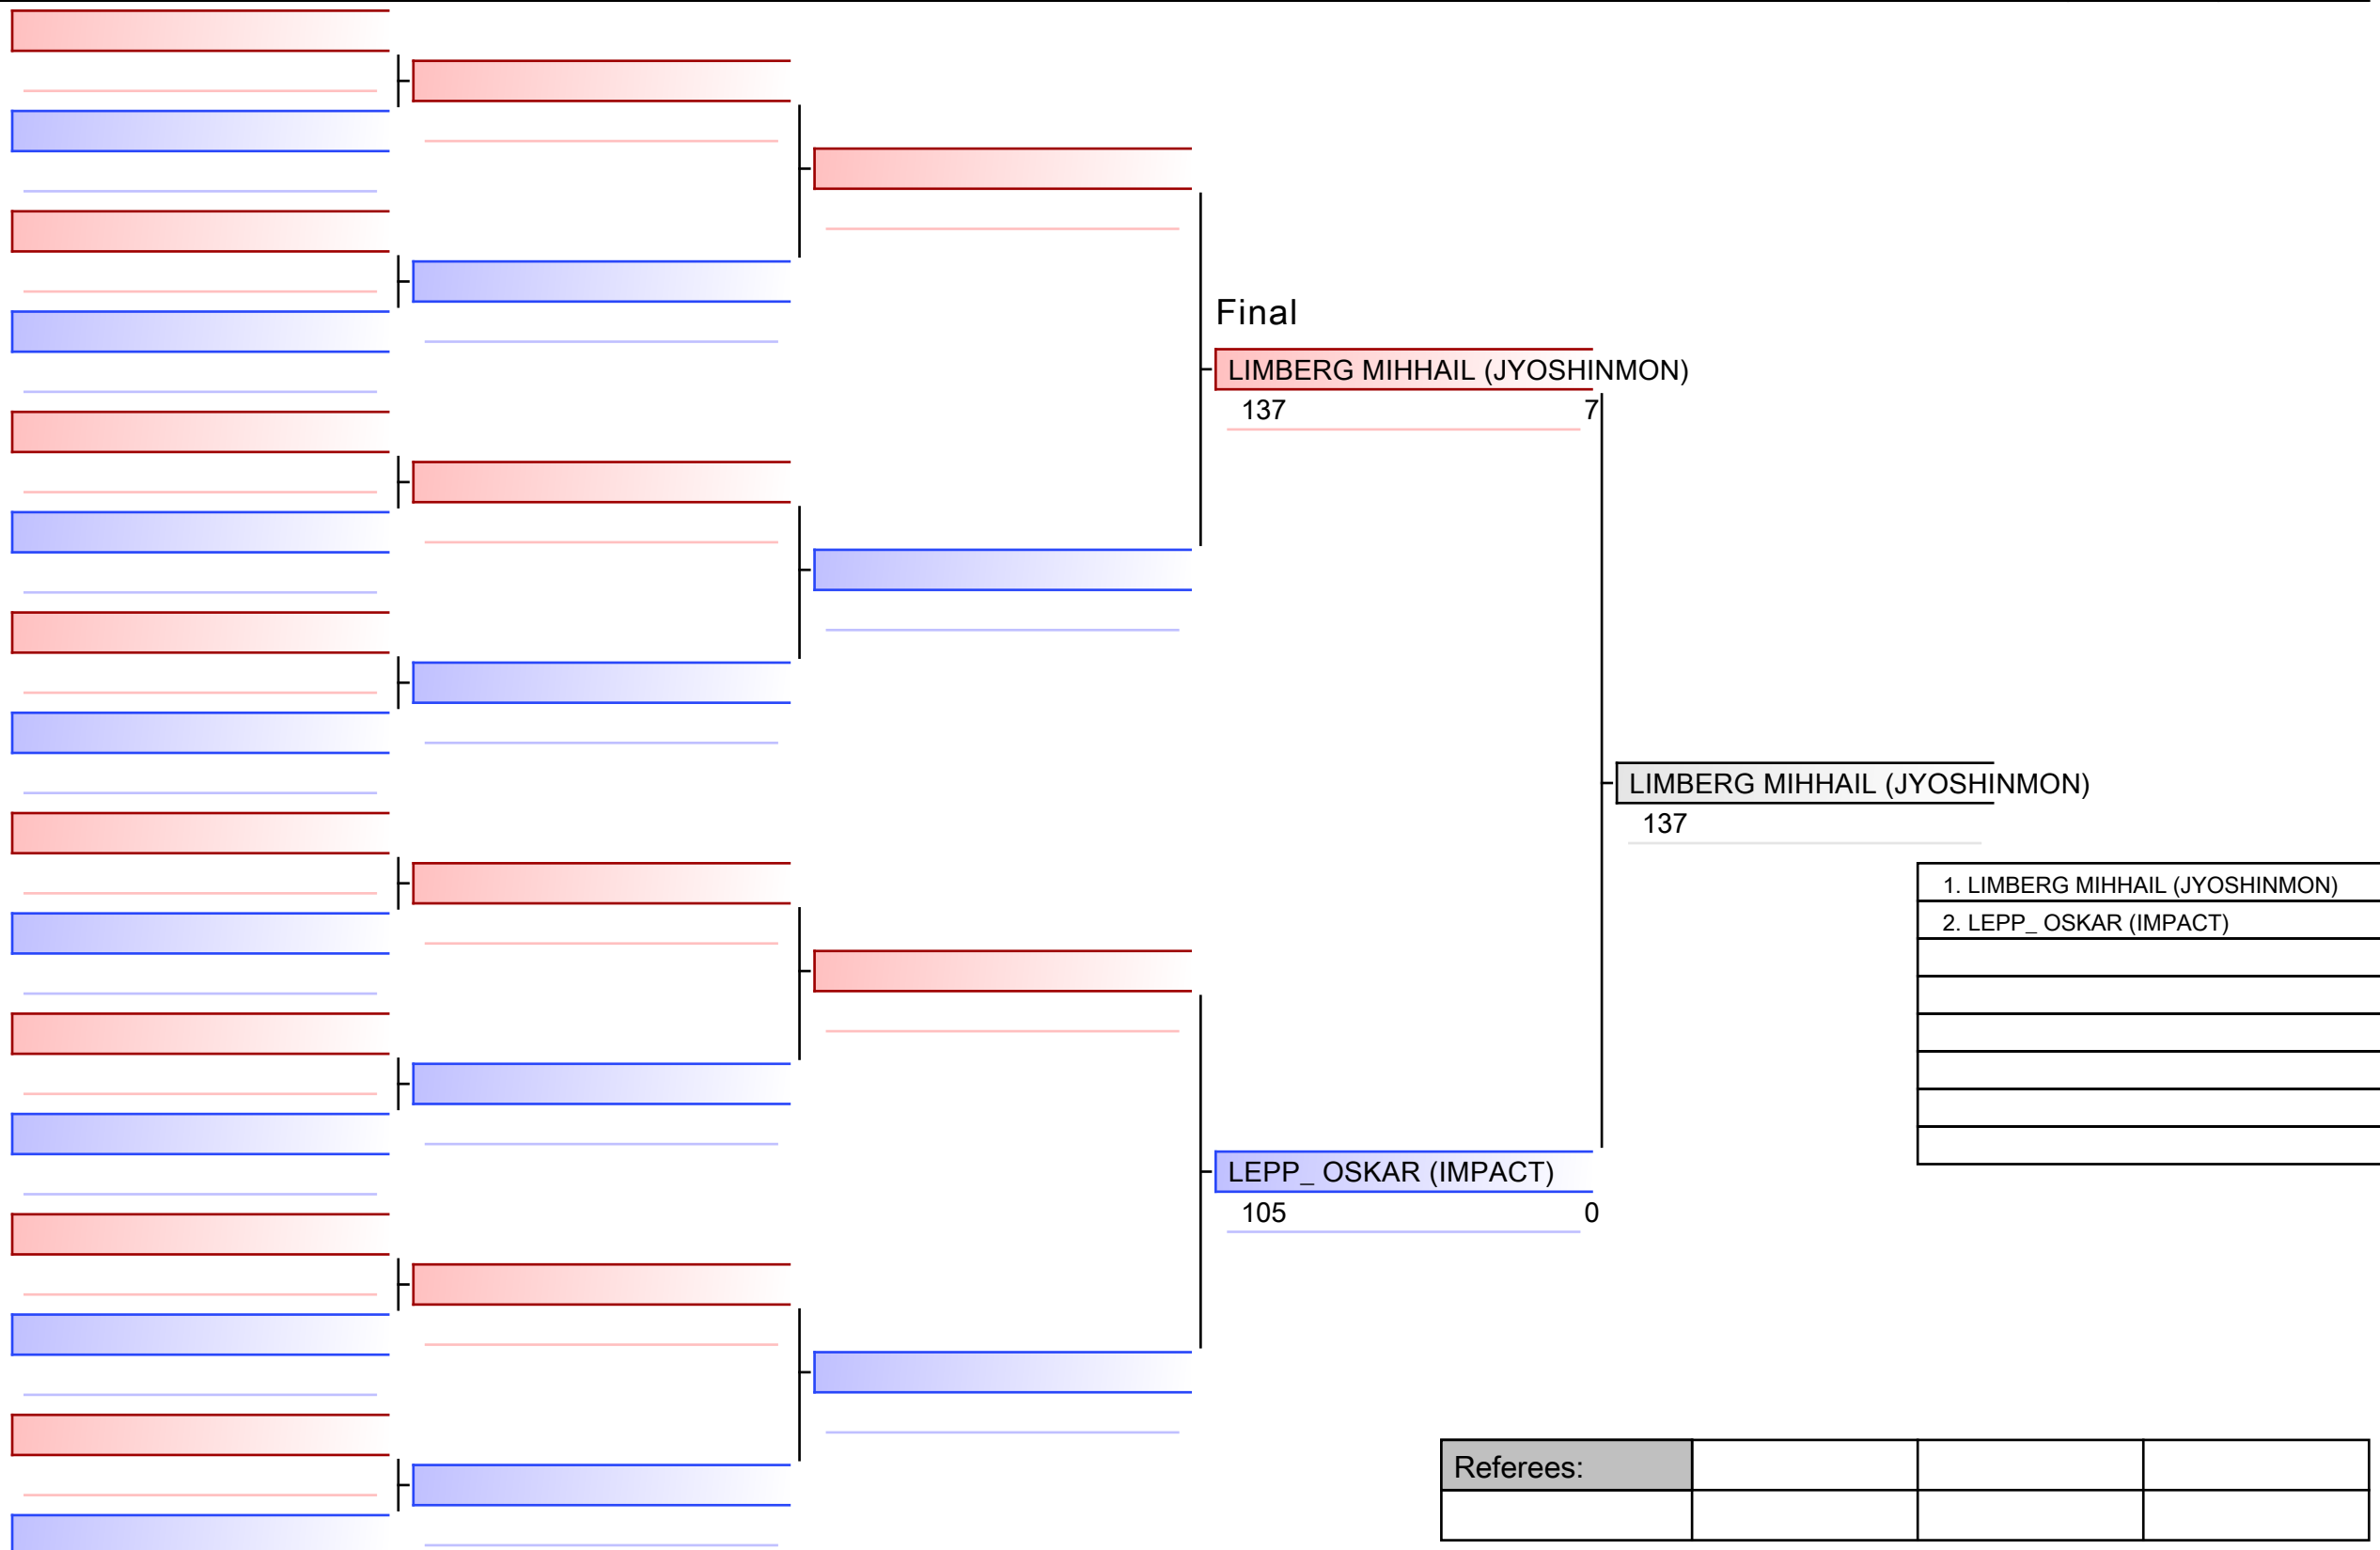 Final
LIMBERG MIHHAIL (JYOSHINMON)
137 7
LIMBERG MIHHAIL (JYOSHINMON)
137
1. LIMBERG MIHHAIL (JYOSHINMON)
2. LEPP_ OSKAR (IMPACT)
LEPP_ OSKAR (IMPACT)
105 0
Referees: